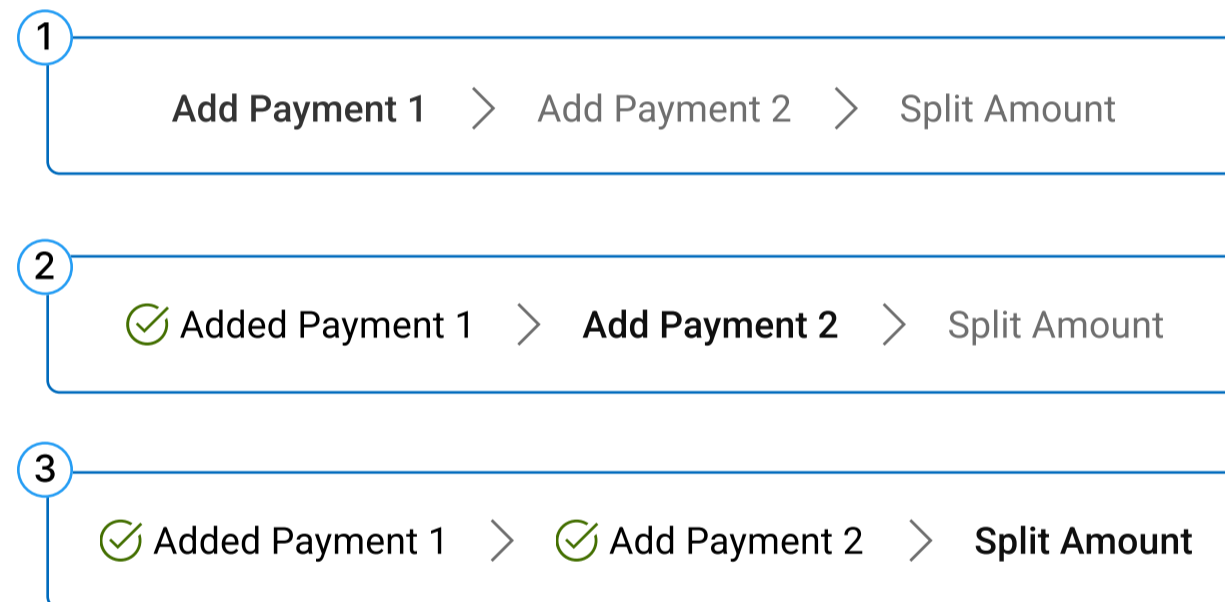 1
Add Payment 1 Add Payment 2 Split Amount
2
Added Payment 1 Add Payment 2 Split Amount
3
Added Payment 1 Add Payment 2 Split Amount